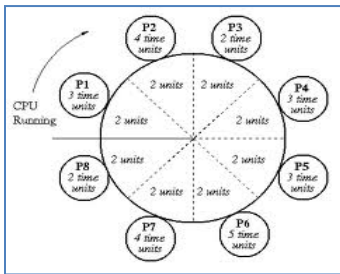 P2
4 time
units
P3
2 time
units
P1
3 time
units
2 units
2 units
P4
3 time
units
CPU
Running
2 units
2 units
P8
2 time
units
2 units
2 units
P5
3 time
units
2 units
2 units
P7
4 time
units
P6
5 time
units